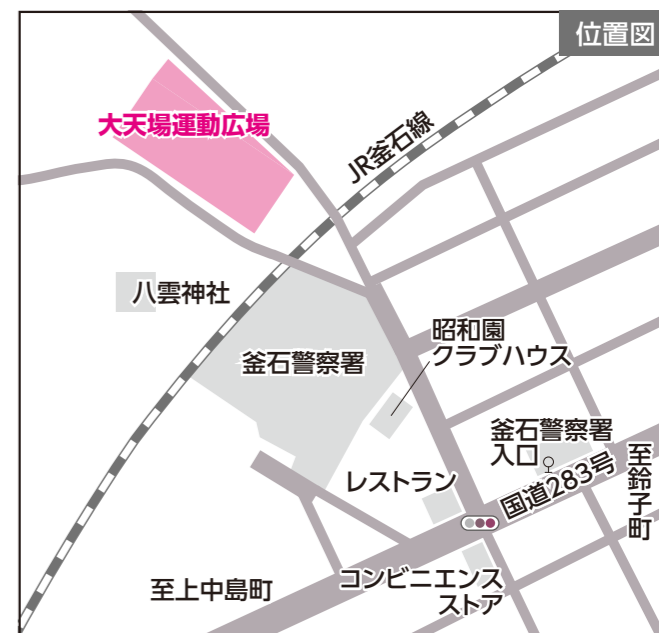 位置図
大天場運動広場
JR釜石線
八雲神社
昭和園
クラブハウス
釜石警察署
釜石警察署
入口
至鈴子町
レストラン
国道283号
コンビニエンス
ストア
至上中島町